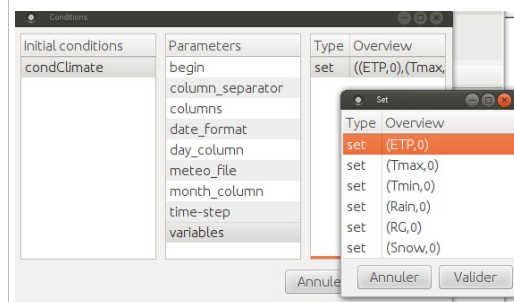 Conditions
Initial conditions
condClimate
Parameters
begin
column_separator
columns
date_format
day_column
meteo_file
month_column
time-step
variables
Type Overview
set ((ETP,0),(Tmax,
Set
Type Overview
set (ETP,0)
set (Tmax,0)
set (Tmin,0)
set (Rain,0)
set (RG,0)
set (Snow,0)
Annuler Valider
Annule